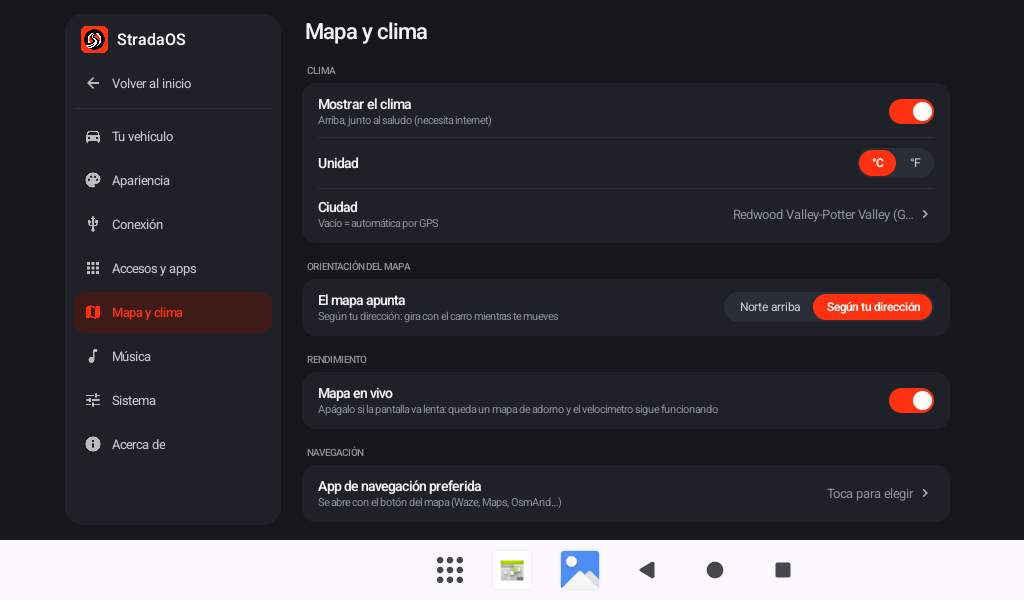 StradaOS
Volver al inicio
Tu vehículo
Apariencia
Conexión
Accesos y apps
Mapa y clima
Música
Sistema
Acerca de
Mapa y clima
CLIMA
Mostrar el clima
Arriba, junto al saludo (necesita internet)
Unidad
°C °F
Ciudad
Vacío = automática por GPS
Redwood Valley-Potter Valley (G...
ORIENTACIÓN DEL MAPA
El mapa apunta
Según tu dirección: gira con el carro mientras te mueves
Norte arriba Según tu dirección
RENDIMIENTO
Mapa en vivo
Apágalo si la pantalla va lenta: queda un mapa de adorno y el velocímetro sigue funcionando
NAVEGACIÓN
App de navegación preferida
Se abre con el botón del mapa (Waze, Maps, OsmAnd...)
Toca para elegir